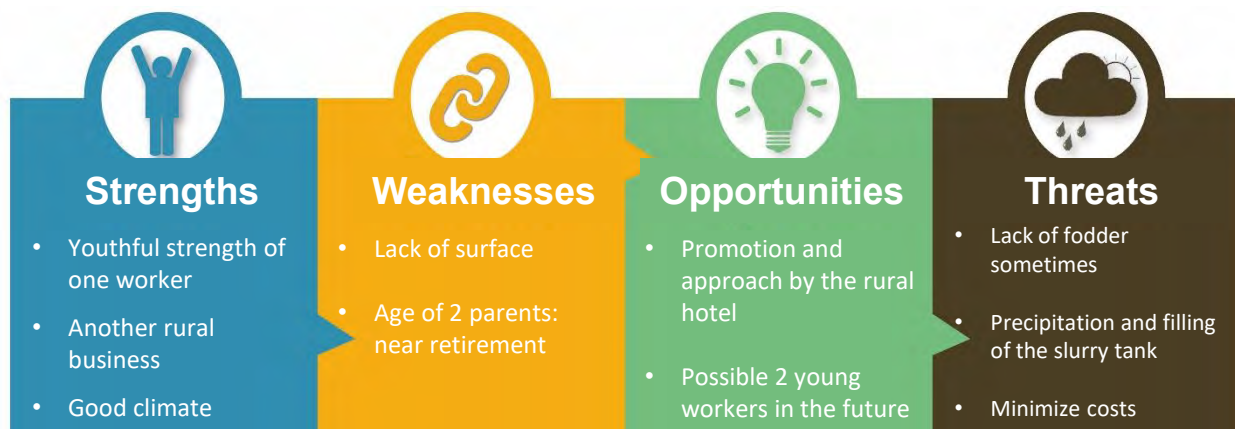 Strengths
• Youthful strength of
one worker
• Another rural
business
• Good climate
Weaknesses
• Lack of surface
• Age of 2 parents:
near retirement
Opportunities
• Promotion and
approach by the rural
hotel
• Possible 2 young
workers in the future
Threats
• Lack of fodder
sometimes
• Precipitation and filling
of the slurry tank
• Minimize costs